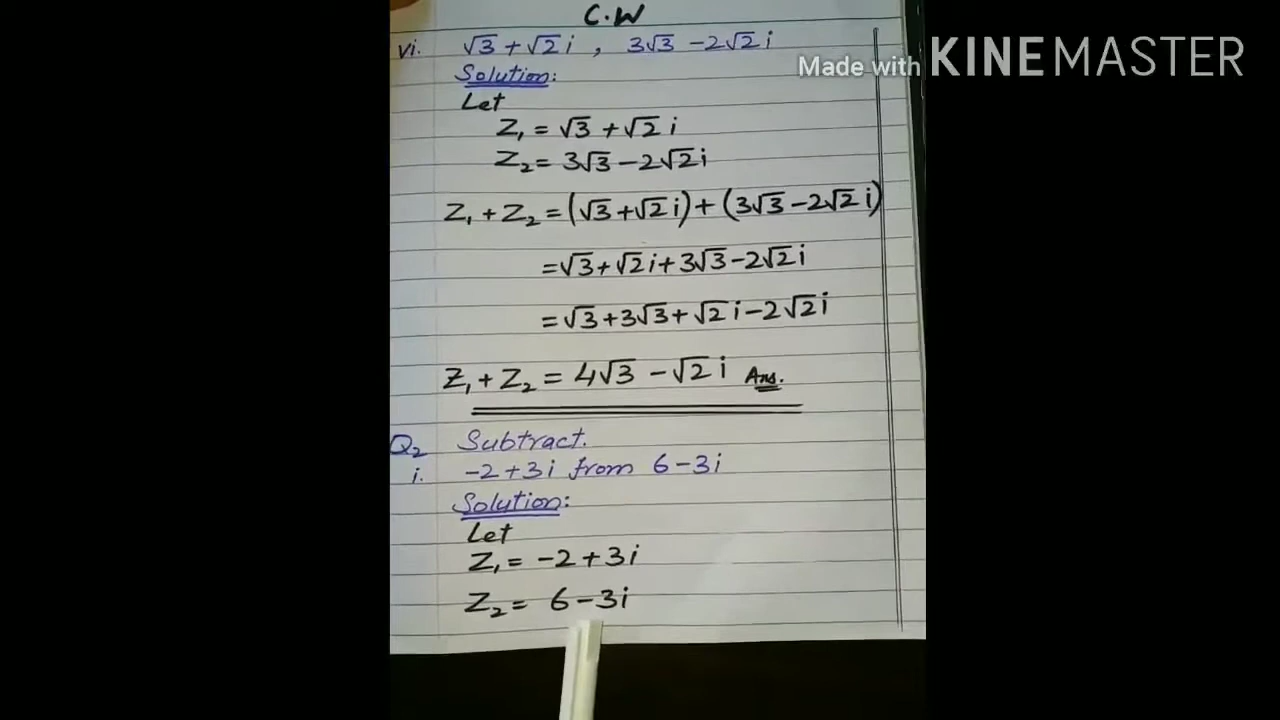 C.W
vi. √3 + √2 i , 3√3 - 2√2 i
Made with KINEMASTER
Solution:
Let
Z₁ = √3 + √2 i
Z₂ = 3√3 - 2√2 i
Z₁ + Z₂ = (√3 + √2 i) + (3√3 - 2√2 i)
= √3 + √2 i + 3√3 - 2√2 i
= √3 + 3√3 + √2 i - 2√2 i
Z₁ + Z₂ = 4√3 - √2 i Ans.
Q₂ Subtract.
i. -2 + 3i from 6 - 3i
Solution:
Let
Z₁ = -2 + 3i
Z₂ = 6 - 3i